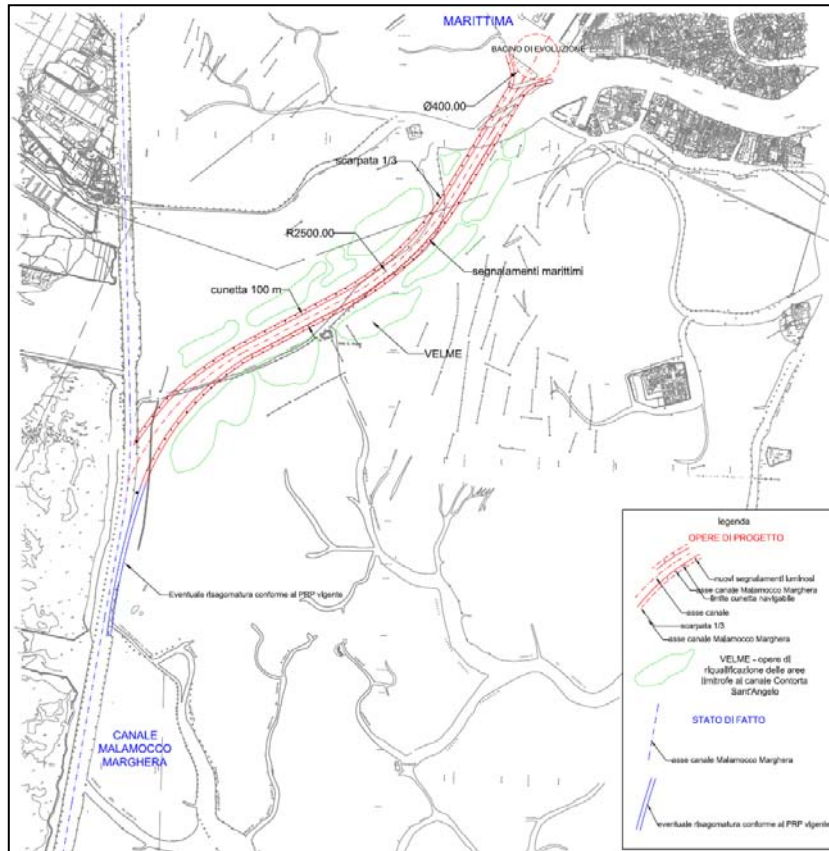 MARITTIMA
BACINO DI EVOLUZIONE
Ø400.00
scarpata 1/3
R2500.00
segnalamenti marittimi
cunetta 100 m
VELME
Eventuale risagomatura conforme al PRP vigente
CANALE
MALAMOCCO
MARGHERA
legenda
OPERE DI PROGETTO
nuovi segnalamenti luminosi
asse canale Malamocco Marghera
limite cunetta navigabile
asse canale
scarpata 1/3
asse canale Malamocco Marghera
VELME - opere di
riqualificazione delle aree
limitrofe al canale Contorta
Sant'Angelo
STATO DI FATTO
asse canale Malamocco Marghera
eventuale risagomatura conforme al PRP vigente